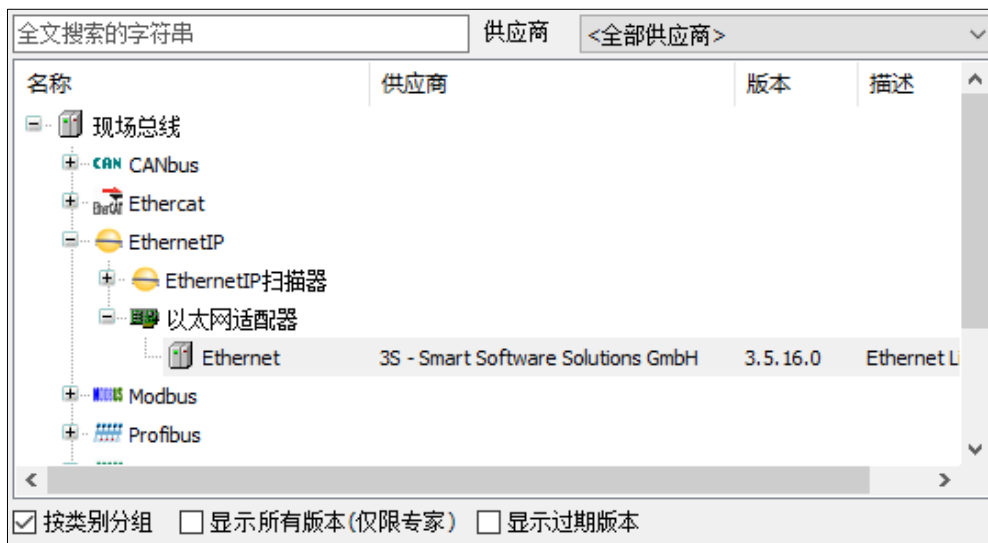 全文搜索的字符串 供应商 <全部供应商>
名称 供应商 版本 描述
现场总线
CAN CANbus
EtherCAT Ethercat
EthernetIP
EthernetIP扫描器
以太网适配器
Ethernet 3S - Smart Software Solutions GmbH 3.5.16.0 Ethernet Li
MODBUS Modbus
Profibus
按类别分组 显示所有版本(仅限专家) 显示过期版本